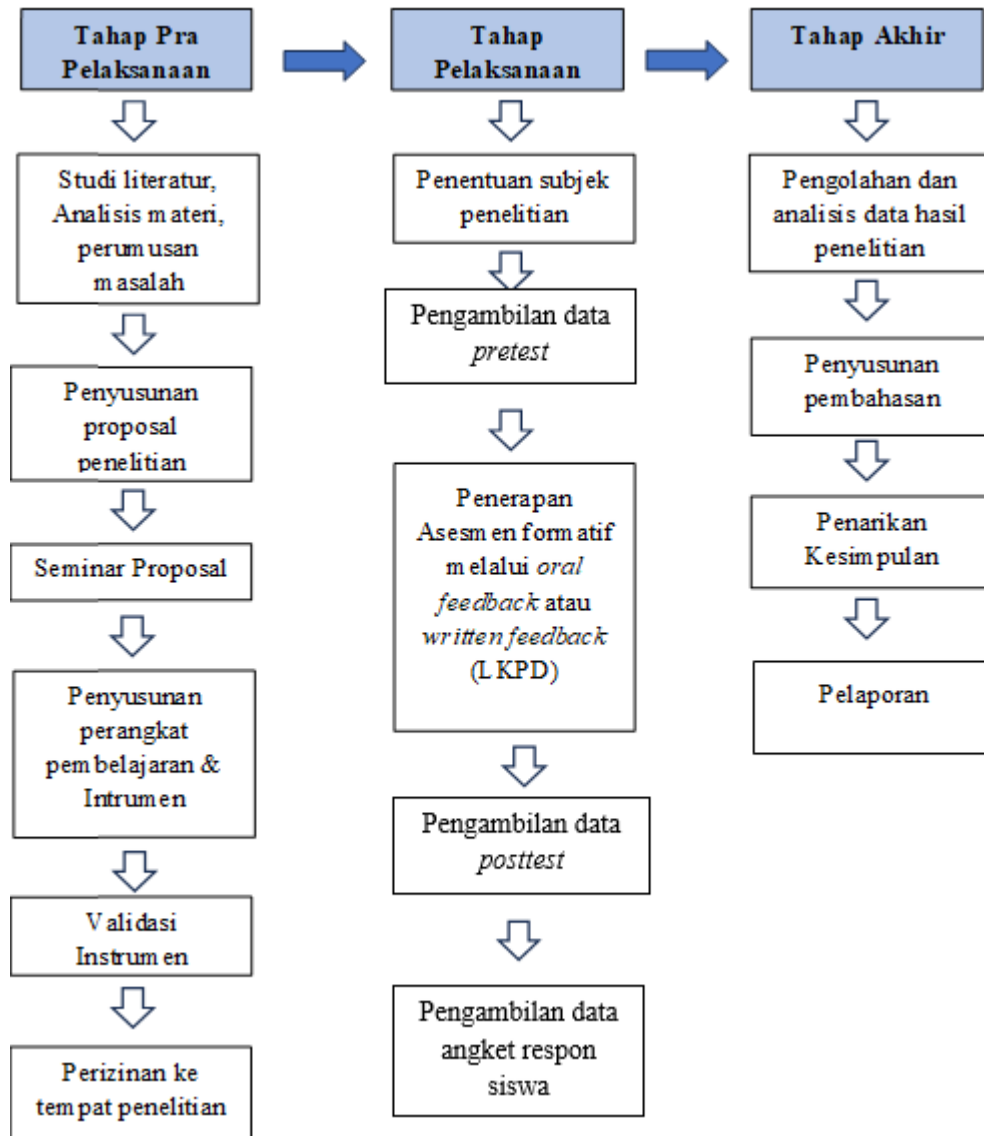 Tahap Pra
Pelaksanaan
Studi literatur,
Analisis materi,
perumusan
masalah
Penyusunan
proposal
penelitian
Seminar Proposal
Penyusunan
perangkat
pembelajaran &
Intrumen
Validasi
Instrumen
Perizinan ke
tempat penelitian
Tahap
Pelaksanaan
Penentuan subjek
penelitian
Pengambilan data
pretest
Penerapan
Asesmen formatif
melalui oral
feedback atau
written feedback
(LKPD)
Pengambilan data
posttest
Pengambilan data
angket respon
siswa
Tahap Akhir
Pengolahan dan
analisis data hasil
penelitian
Penyusunan
pembahasan
Penarikan
Kesimpulan
Pelaporan